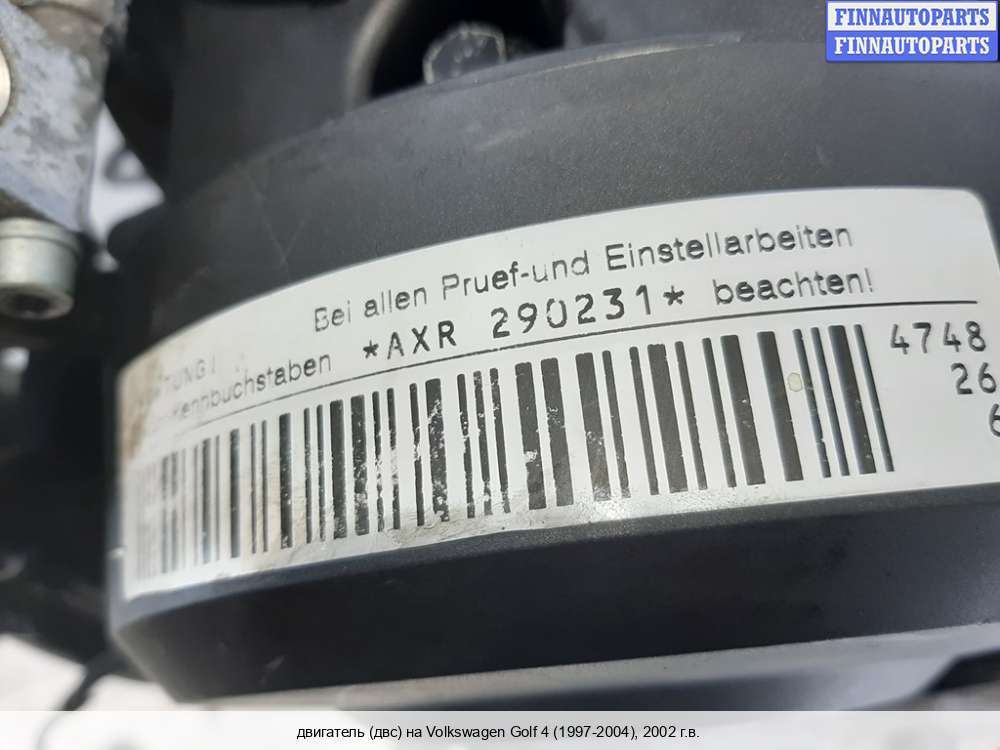 FINNAUTOPARTS
FINNAUTOPARTS
Bei allen Pruef-und Einstellarbeiten
Kennbuchstaben *AXR 290231* beachten!
4748
26
6
двигатель (двс) на Volkswagen Golf 4 (1997-2004), 2002 г.в.